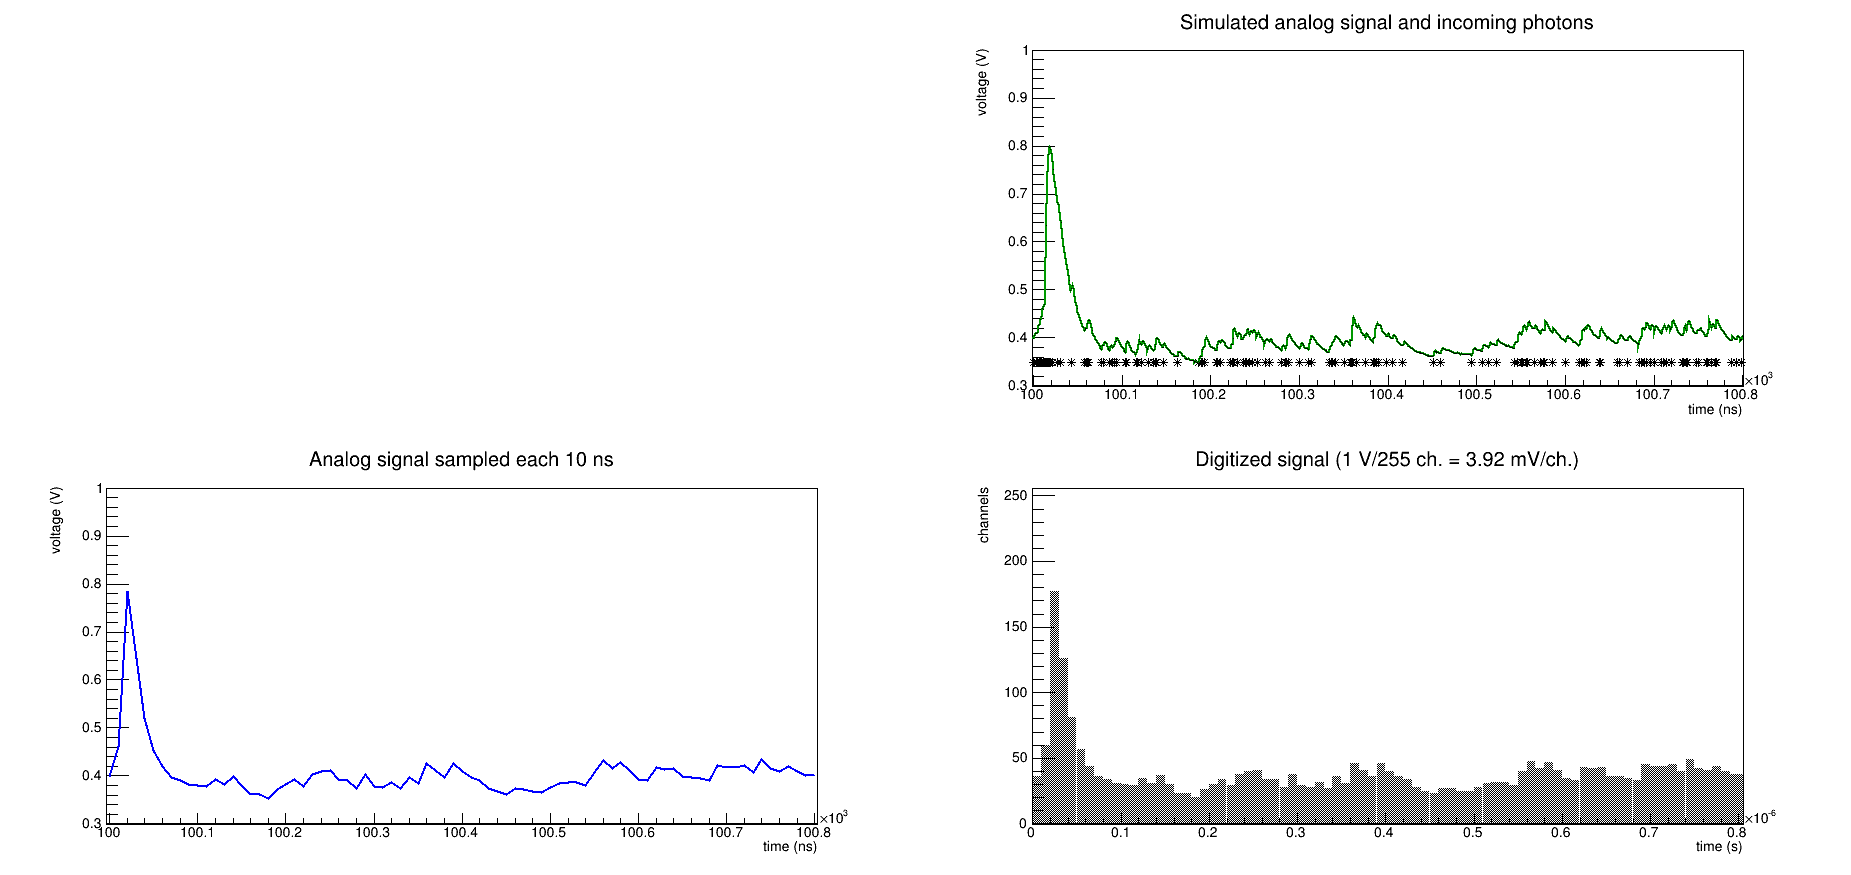 Simulated analog signal and incoming photons
voltage (V)
1
0.9
0.8
0.7
0.6
0.5
0.4
0.3
100 100.1 100.2 100.3 100.4 100.5 100.6 100.7 100.8
×10³
time (ns)
Analog signal sampled each 10 ns
voltage (V)
1
0.9
0.8
0.7
0.6
0.5
0.4
0.3
100 100.1 100.2 100.3 100.4 100.5 100.6 100.7 100.8
×10³
time (ns)
Digitized signal (1 V/255 ch. = 3.92 mV/ch.)
channels
250
200
150
100
50
0
0 0.1 0.2 0.3 0.4 0.5 0.6 0.7 0.8
×10⁻⁶
time (s)